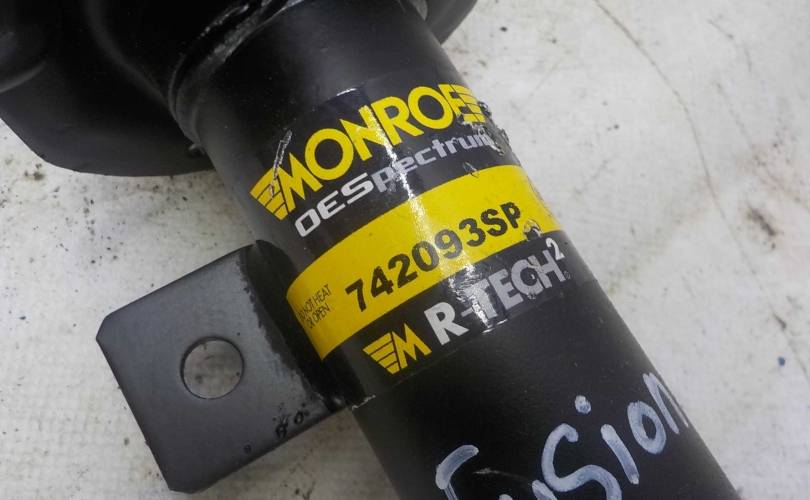 MONROE
OESpectrum
742093SP
DO NOT HEAT
OR OPEN
R-TECH²
Fusion